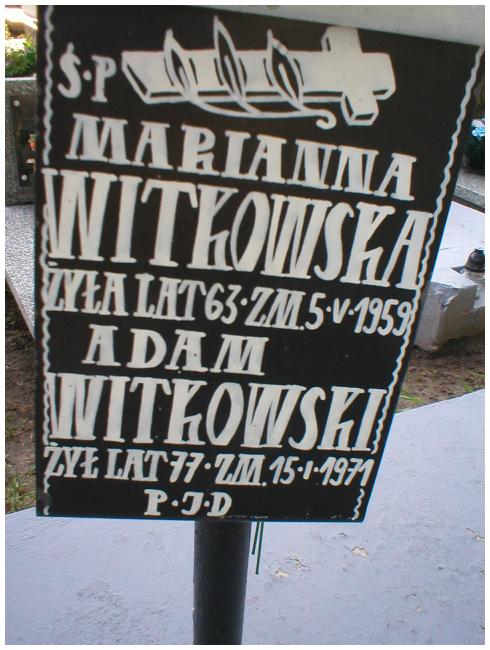 Ś·P
MARIANNA
WITKOWSKA
ŻYŁA LAT 63·ZM. 5·V·1959
ADAM
WITKOWSKI
ŻYŁ LAT 77·ZM. 15·I·1971
P·J·D